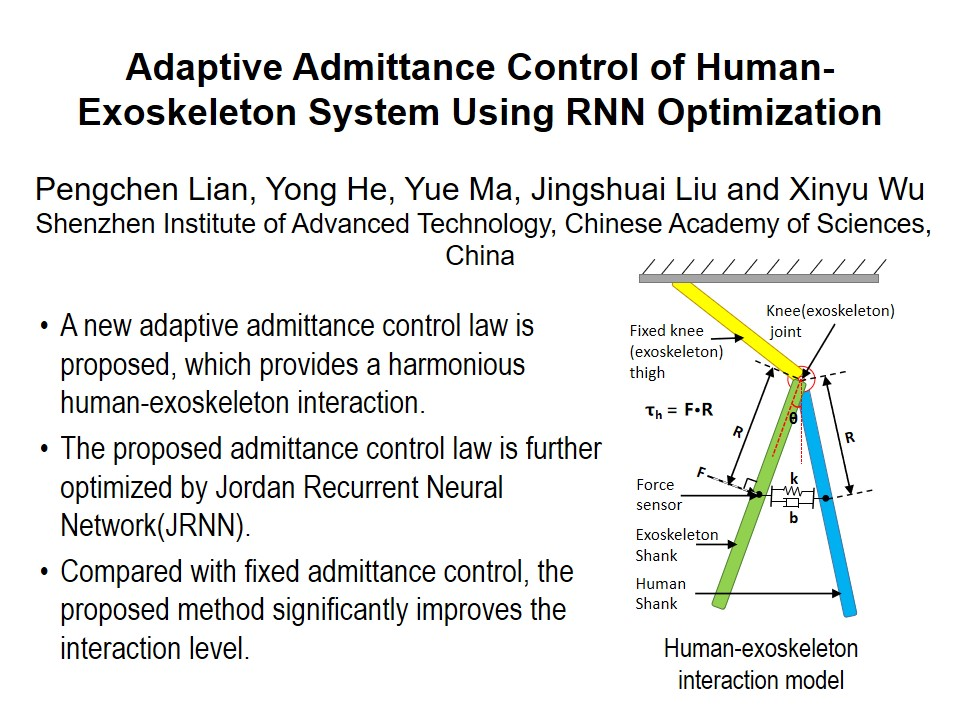 Adaptive Admittance Control of Human-
Exoskeleton System Using RNN Optimization
Pengchen Lian, Yong He, Yue Ma, Jingshuai Liu and Xinyu Wu
Shenzhen Institute of Advanced Technology, Chinese Academy of Sciences,
China
• A new adaptive admittance control law is
proposed, which provides a harmonious
human-exoskeleton interaction.
• The proposed admittance control law is further
optimized by Jordan Recurrent Neural
Network(JRNN).
• Compared with fixed admittance control, the
proposed method significantly improves the
interaction level.
Knee(exoskeleton)
joint
Fixed knee
(exoskeleton)
thigh
τh = F•R
θ
R
R
F
k
b
Force
sensor
Exoskeleton
Shank
Human
Shank
Human-exoskeleton
interaction model